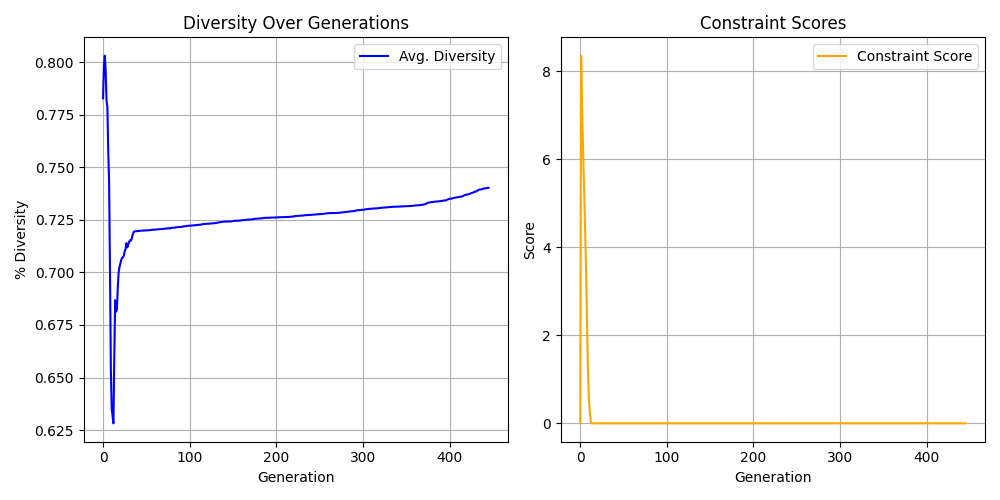 Diversity Over Generations
Avg. Diversity
% Diversity
0.800
0.775
0.750
0.725
0.700
0.675
0.650
0.625
0 100 200 300 400
Generation
Constraint Scores
Constraint Score
Score
8
6
4
2
0
0 100 200 300 400
Generation